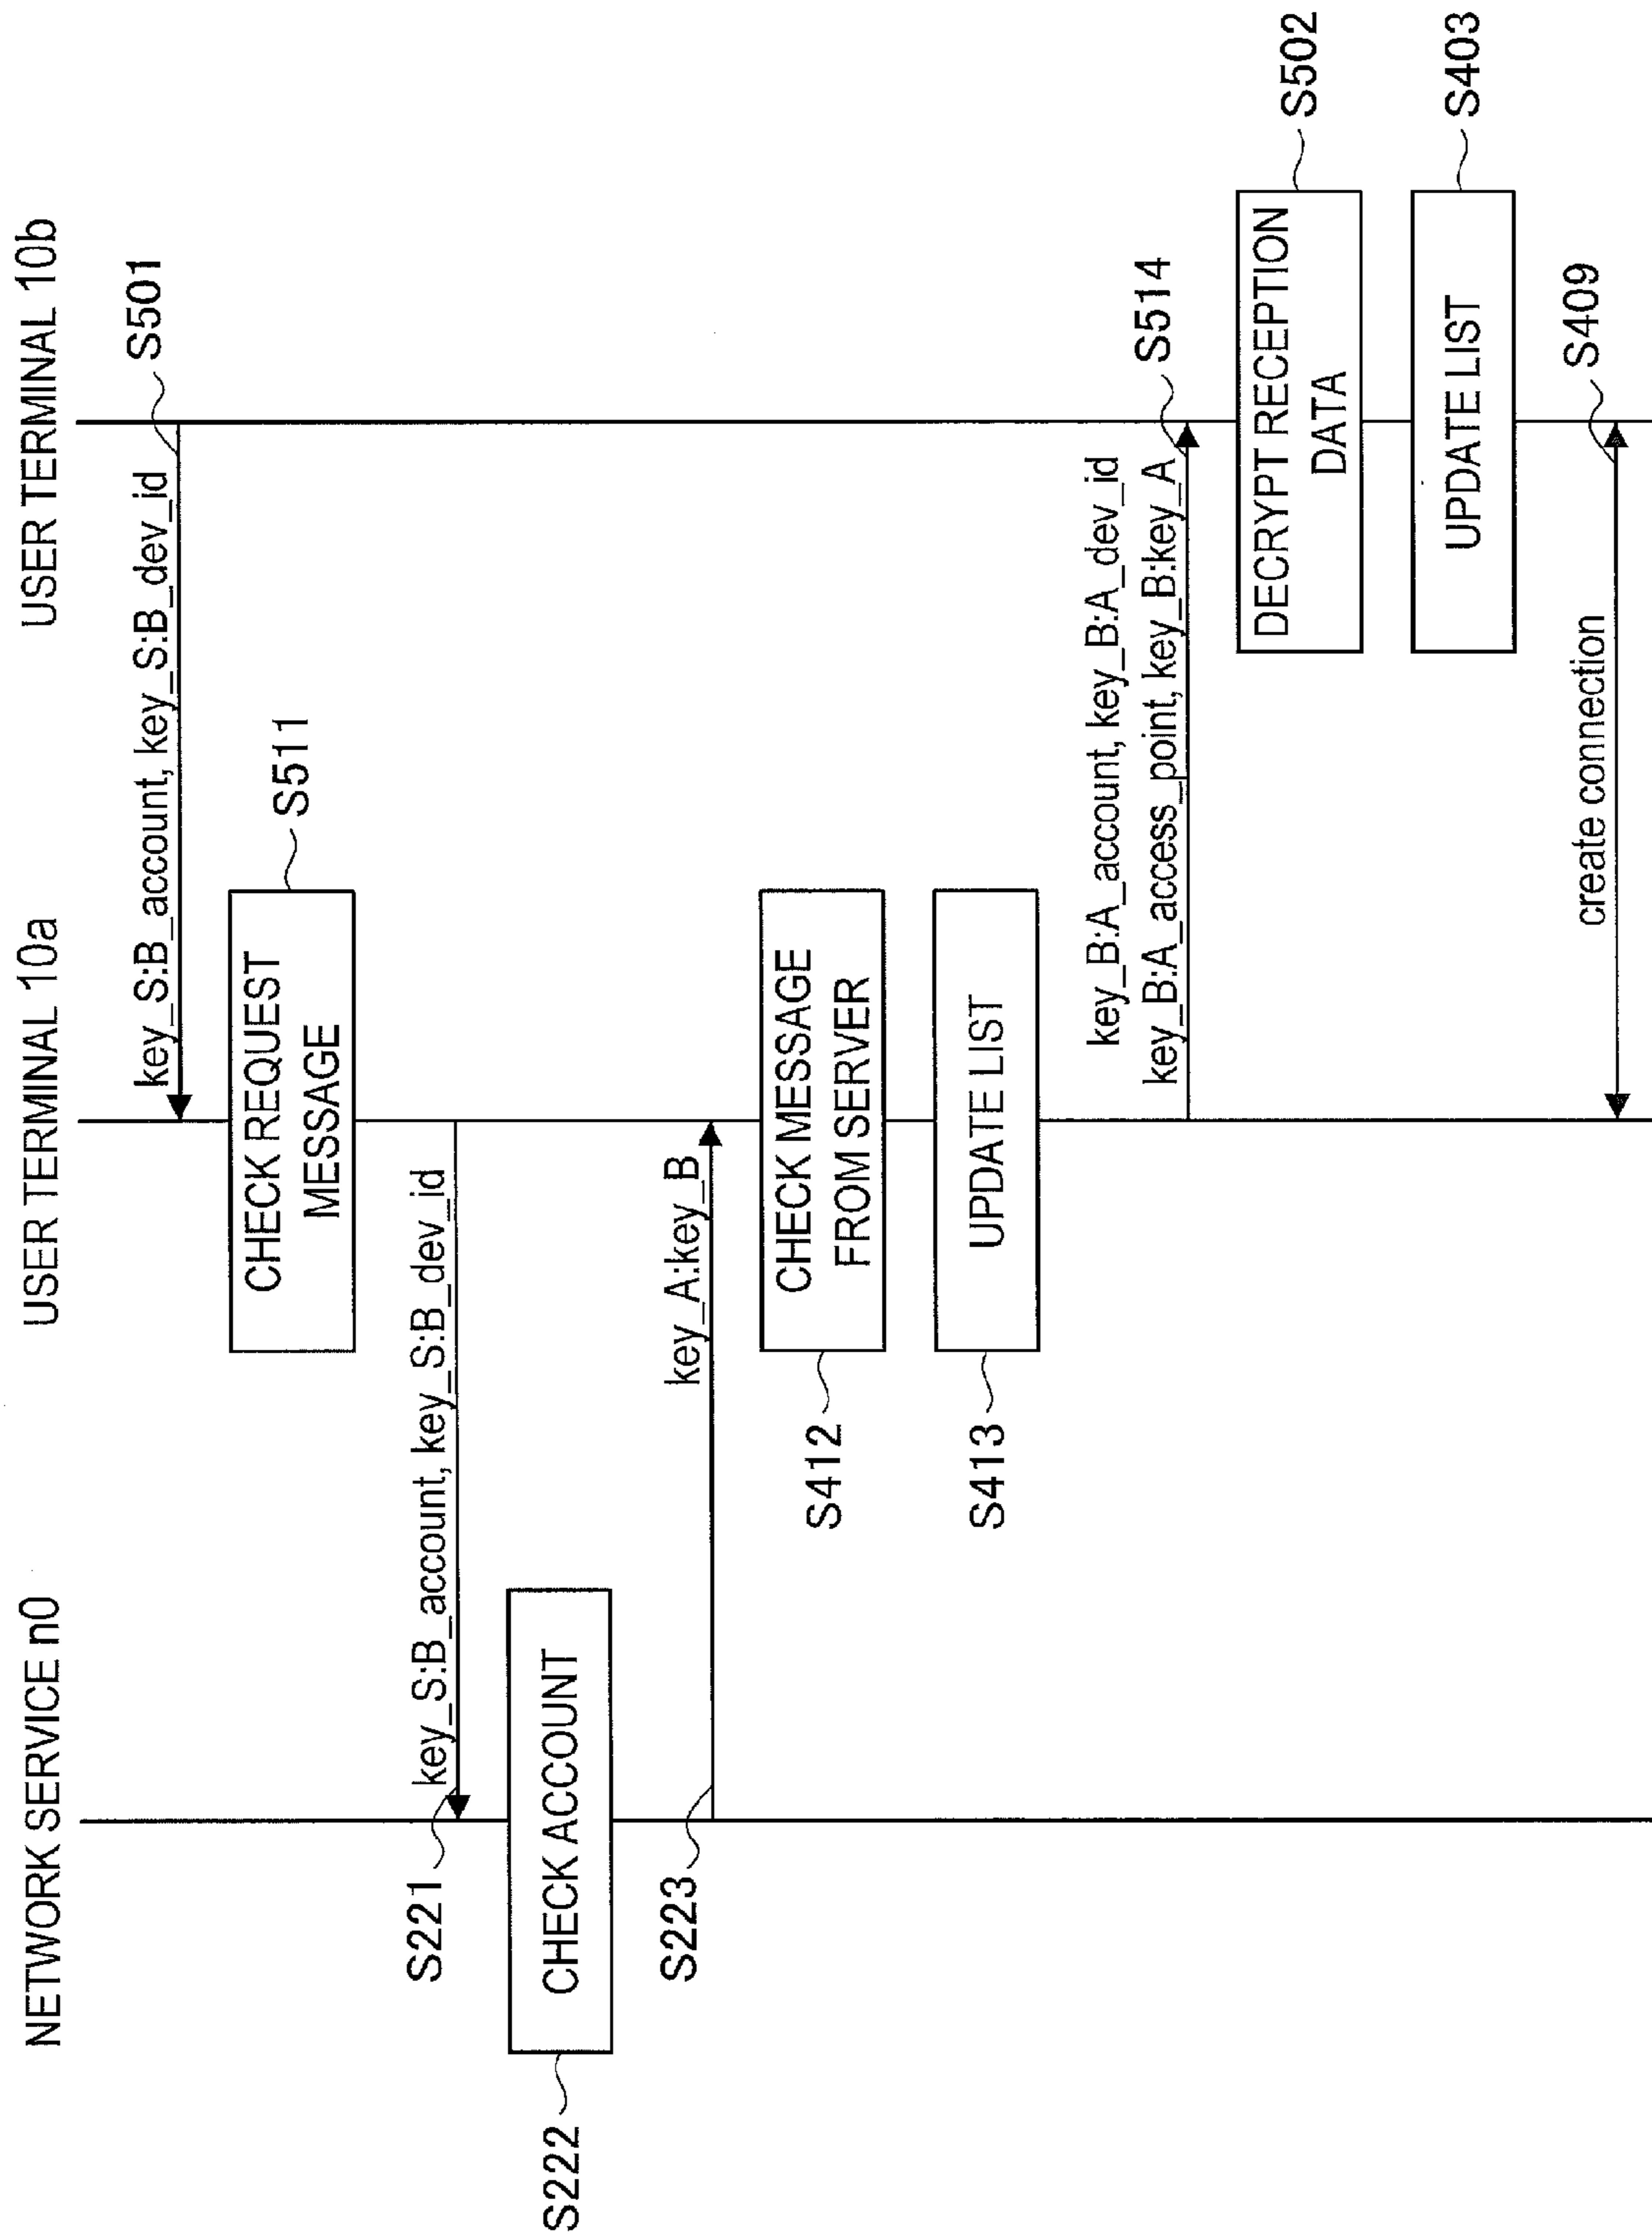 NETWORK SERVICE n0
USER TERMINAL 10a
USER TERMINAL 10b
S501
key_S:B_account, key_S:B_dev_id
CHECK REQUEST
MESSAGE
S511
key_S:B_account, key_S:B_dev_id
S221
CHECK ACCOUNT
S222
key_A:key_B
S223
CHECK MESSAGE
FROM SERVER
S412
UPDATE LIST
S413
key_B:A_account, key_B:A_dev_id
key_B:A_access_point, key_B:key_A
S514
DECRYPT RECEPTION
DATA
S502
UPDATE LIST
S403
create connection
S409